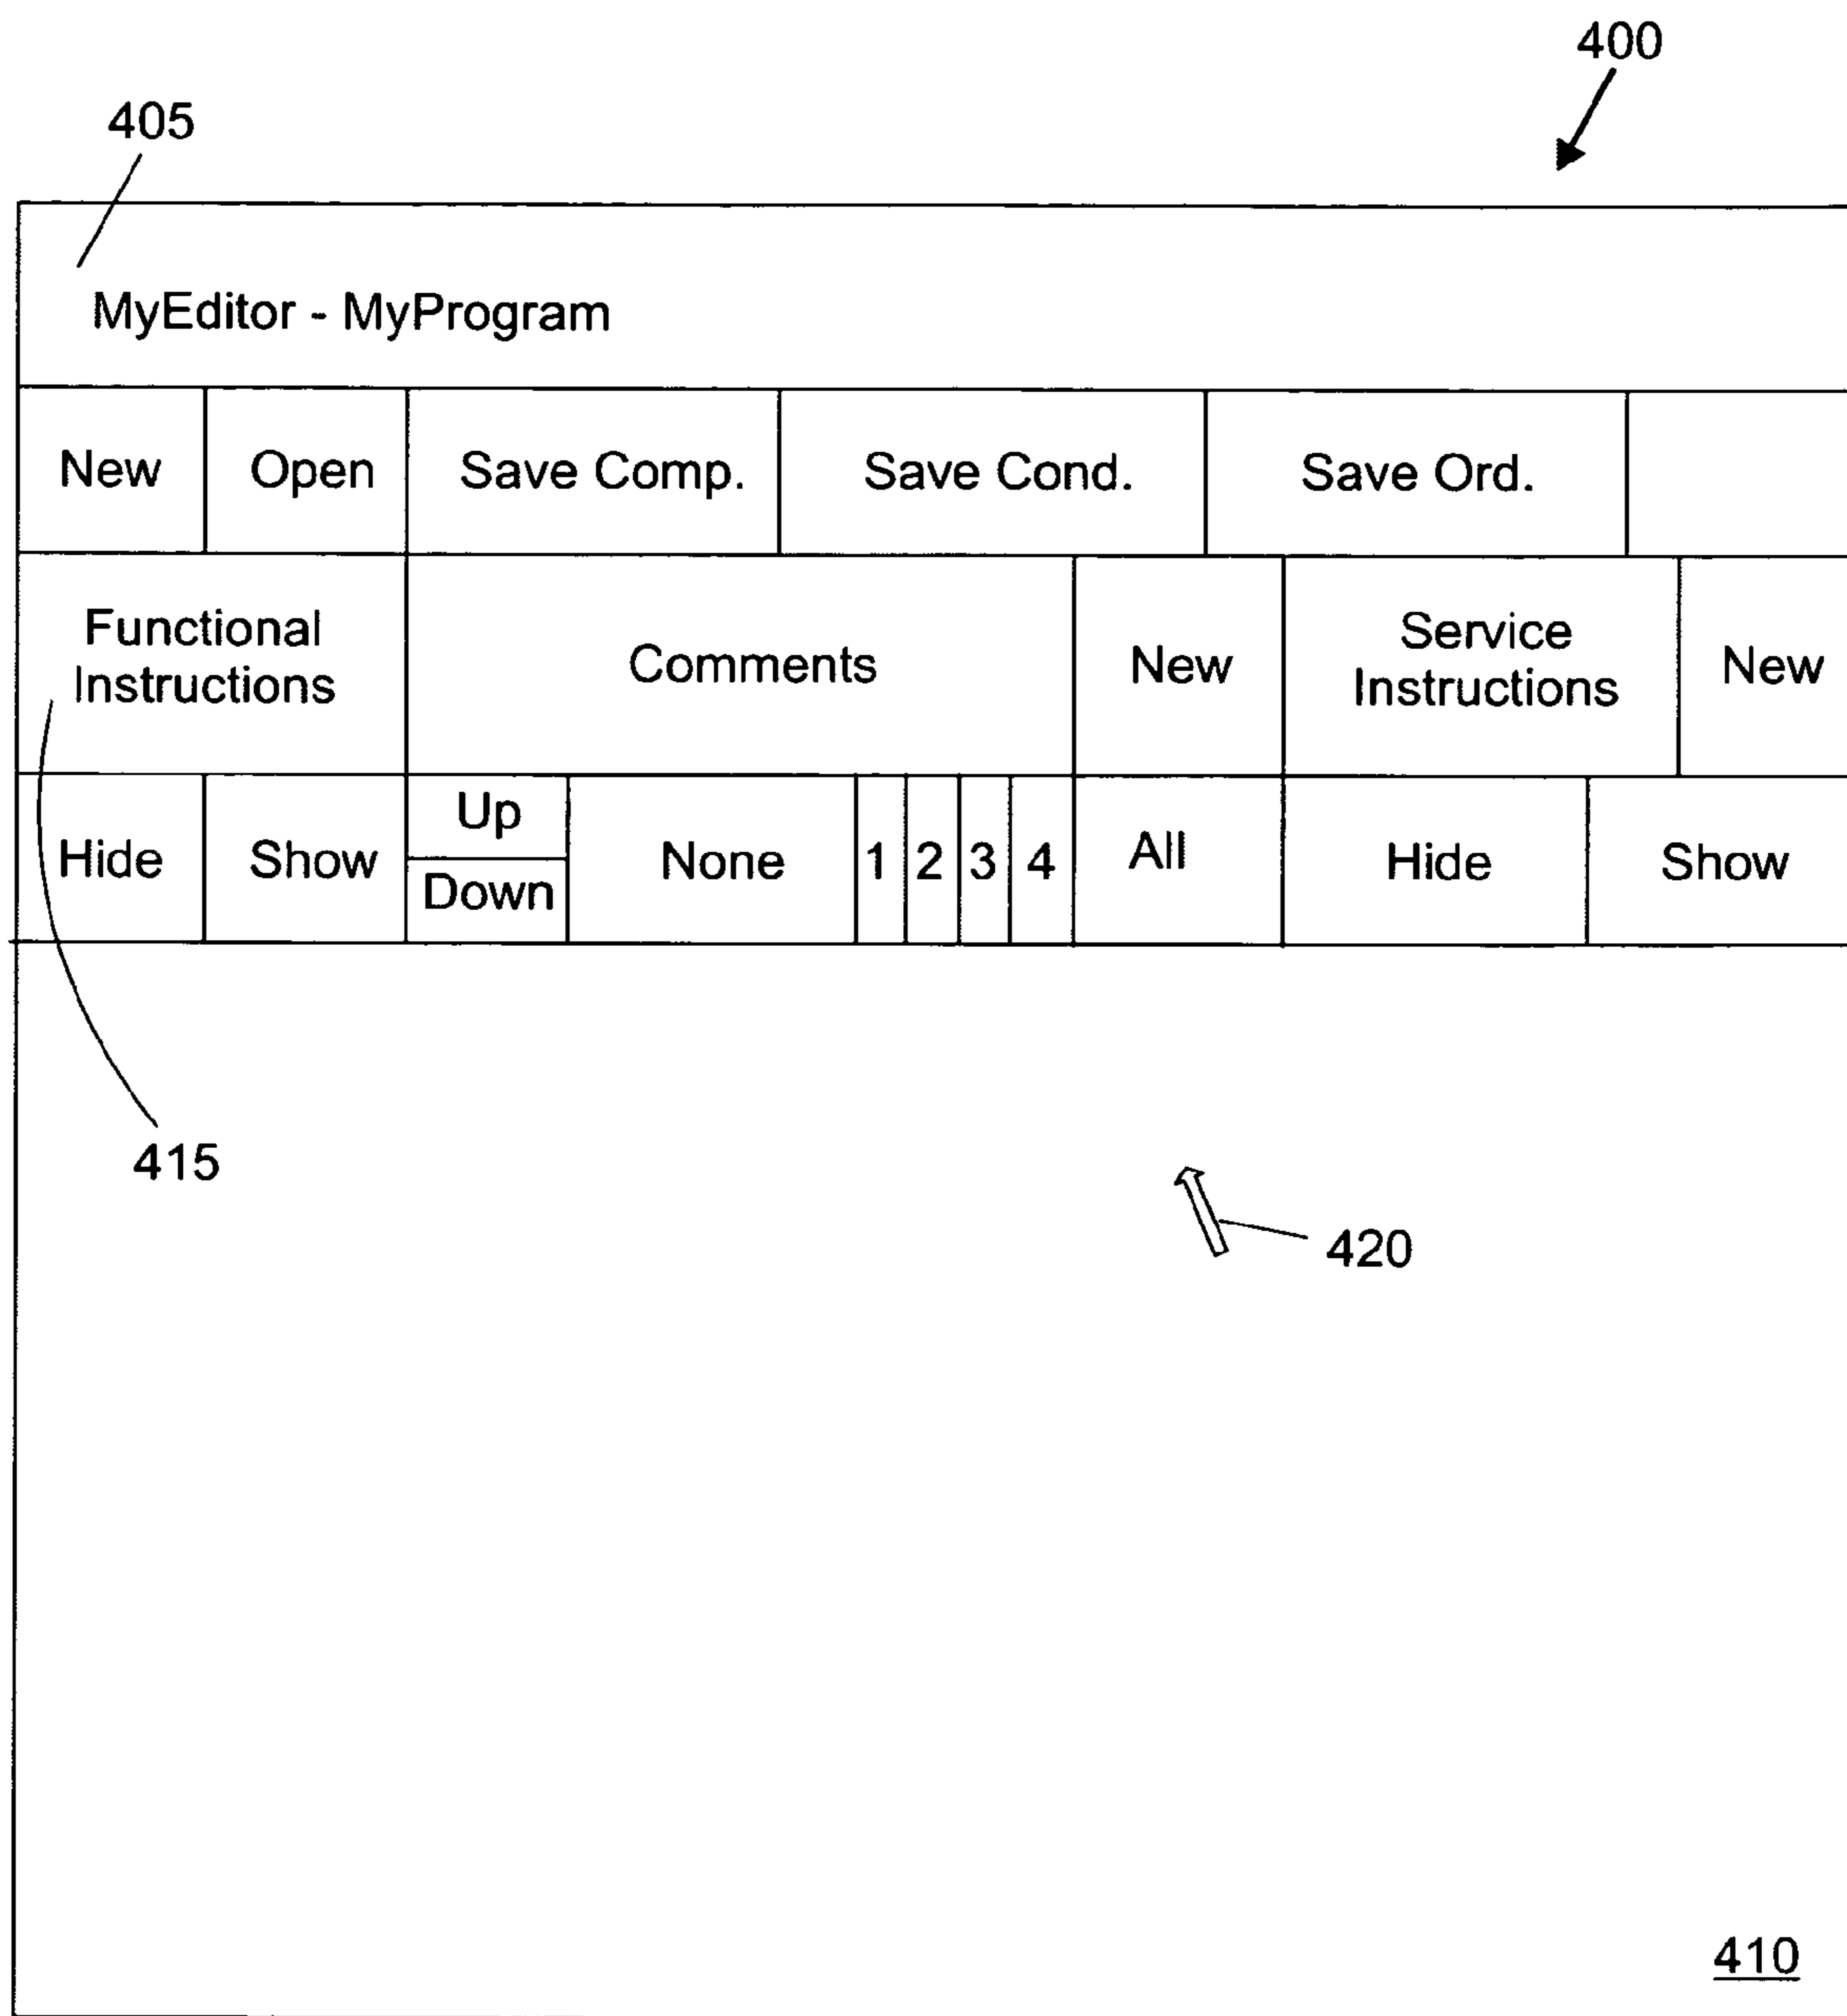 400
405
MyEditor - MyProgram
New Open Save Comp. Save Cond. Save Ord.
Functional
Instructions
Comments
New
Service
Instructions
New
Hide
Show
Up
Down
None
1
2
3
4
All
Hide
Show
415
420
410